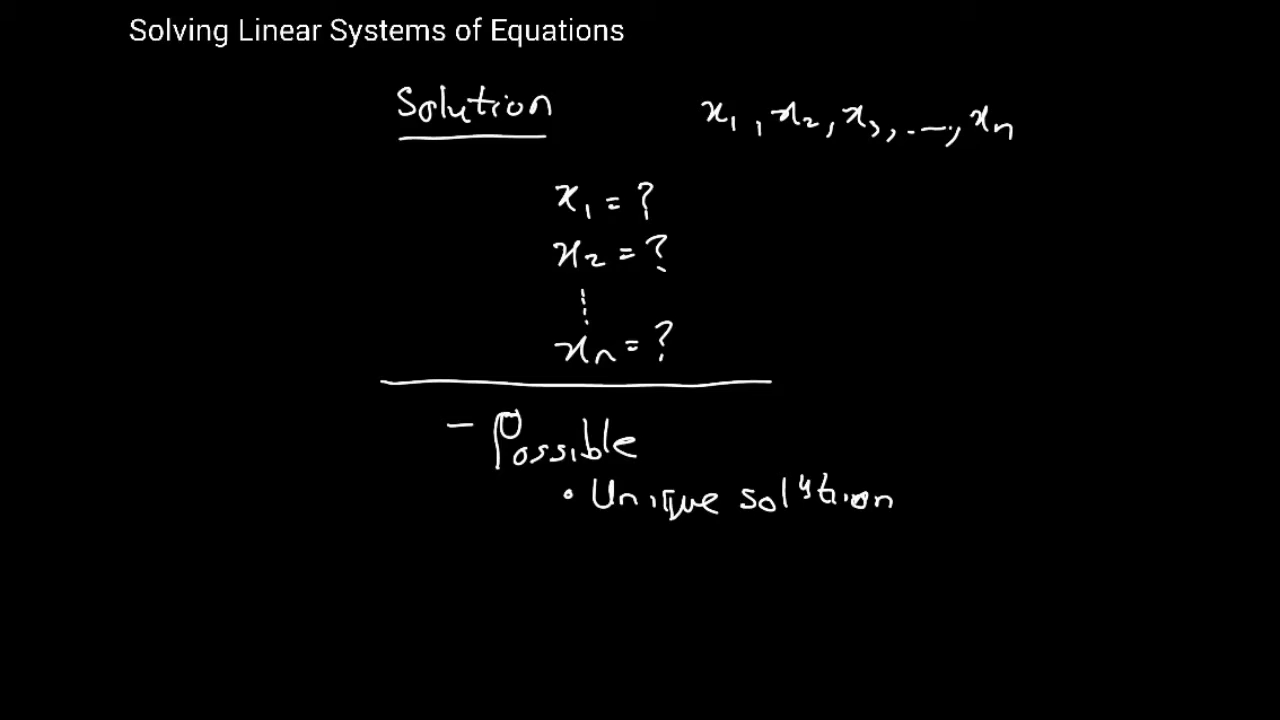 Solving Linear Systems of Equations
Solution
x₁, x₂, x₃, ..., xₙ
x₁ = ?
x₂ = ?
⋮
xₙ = ?
- Possible
• Unique solution